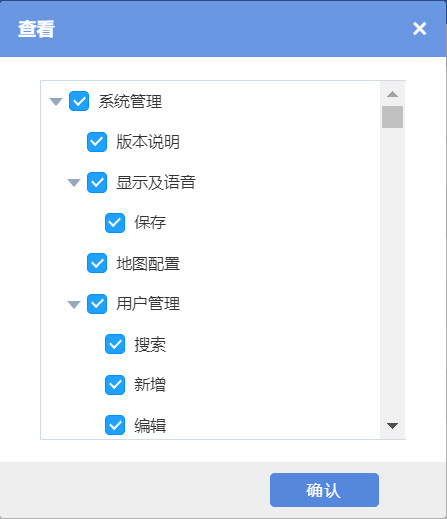 查看
系统管理
版本说明
显示及语音
保存
地图配置
用户管理
搜索
新增
编辑
确认